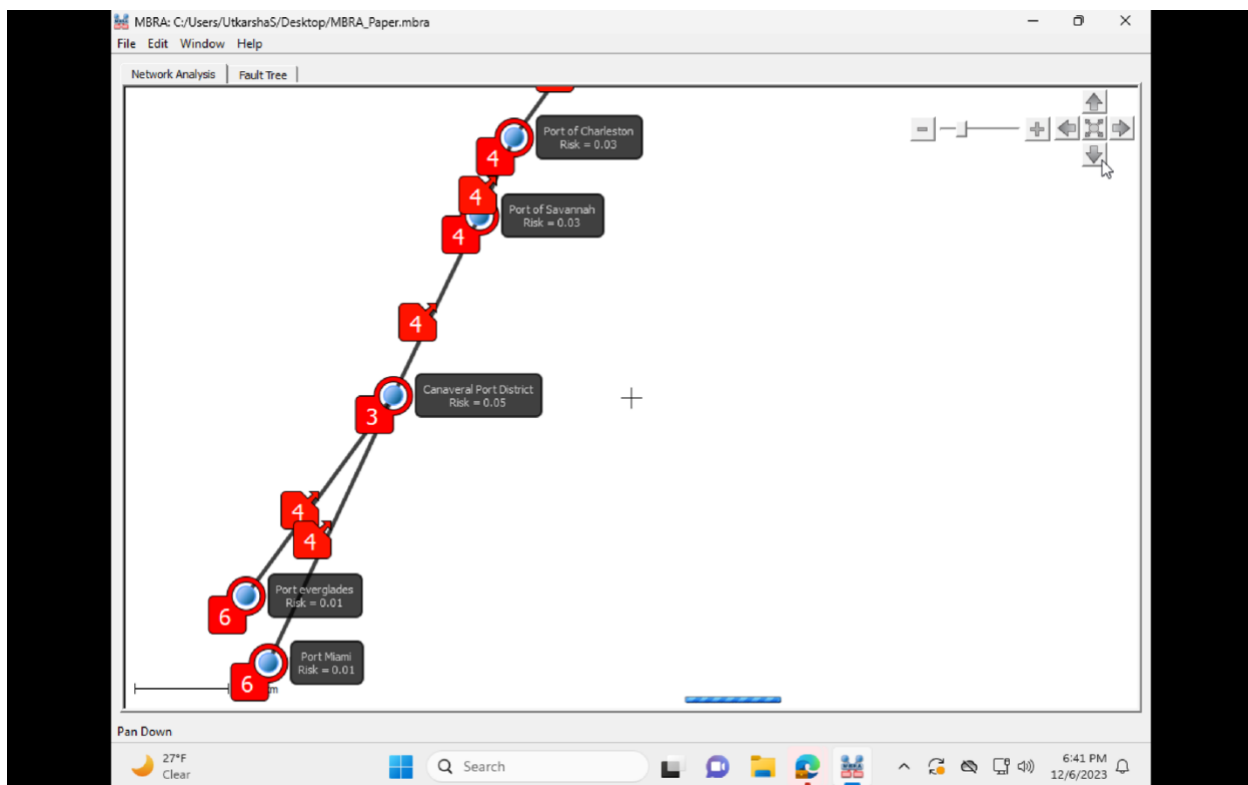 MBRA: C:/Users/UtkarshaS/Desktop/MBRA_Paper.mbra
File Edit Window Help
Network Analysis Fault Tree
Port of Charleston
Risk = 0.03
4
4
Port of Savannah
Risk = 0.03
4
4
Canaveral Port District
Risk = 0.05
3
4
4
Port everglades
Risk = 0.01
6
Port Miami
Risk = 0.01
6
Pan Down
27°F
Clear
Search
6:41 PM
12/6/2023